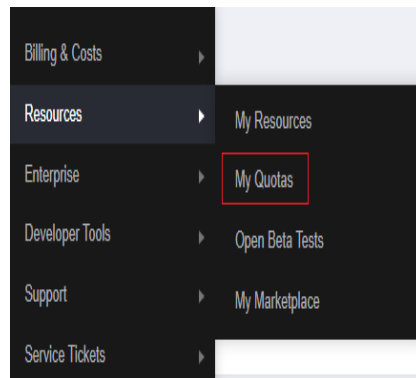 Billing & Costs
Resources
Enterprise
Developer Tools
Support
Service Tickets
My Resources
My Quotas
Open Beta Tests
My Marketplace